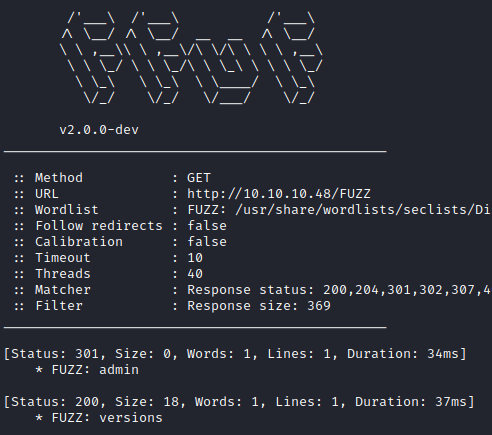 /'___\  /'___\           /'___\
       /\ \__/ /\ \__/  __  __  /\ \__/
       \ \ ,__\\ \ ,__\/\ \/\ \ \ \ ,__\
        \ \ \_/ \ \ \_/\ \ \_\ \ \ \ \_/
         \ \_\   \ \_\  \ \____/  \ \_\
          \/_/    \/_/   \/___/    \/_/
v2.0.0-dev
________________________________________________
:: Method           : GET
:: URL              : http://10.10.10.48/FUZZ
:: Wordlist         : FUZZ: /usr/share/wordlists/seclists/Di
:: Follow redirects : false
:: Calibration      : false
:: Timeout          : 10
:: Threads          : 40
:: Matcher          : Response status: 200,204,301,302,307,4
:: Filter           : Response size: 369
________________________________________________
[Status: 301, Size: 0, Words: 1, Lines: 1, Duration: 34ms]
    * FUZZ: admin
[Status: 200, Size: 18, Words: 1, Lines: 1, Duration: 37ms]
    * FUZZ: versions